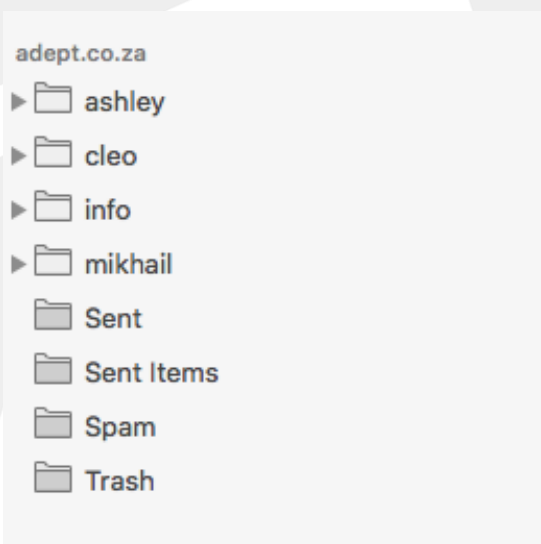 adept.co.za
ashley
cleo
info
mikhail
Sent
Sent Items
Spam
Trash